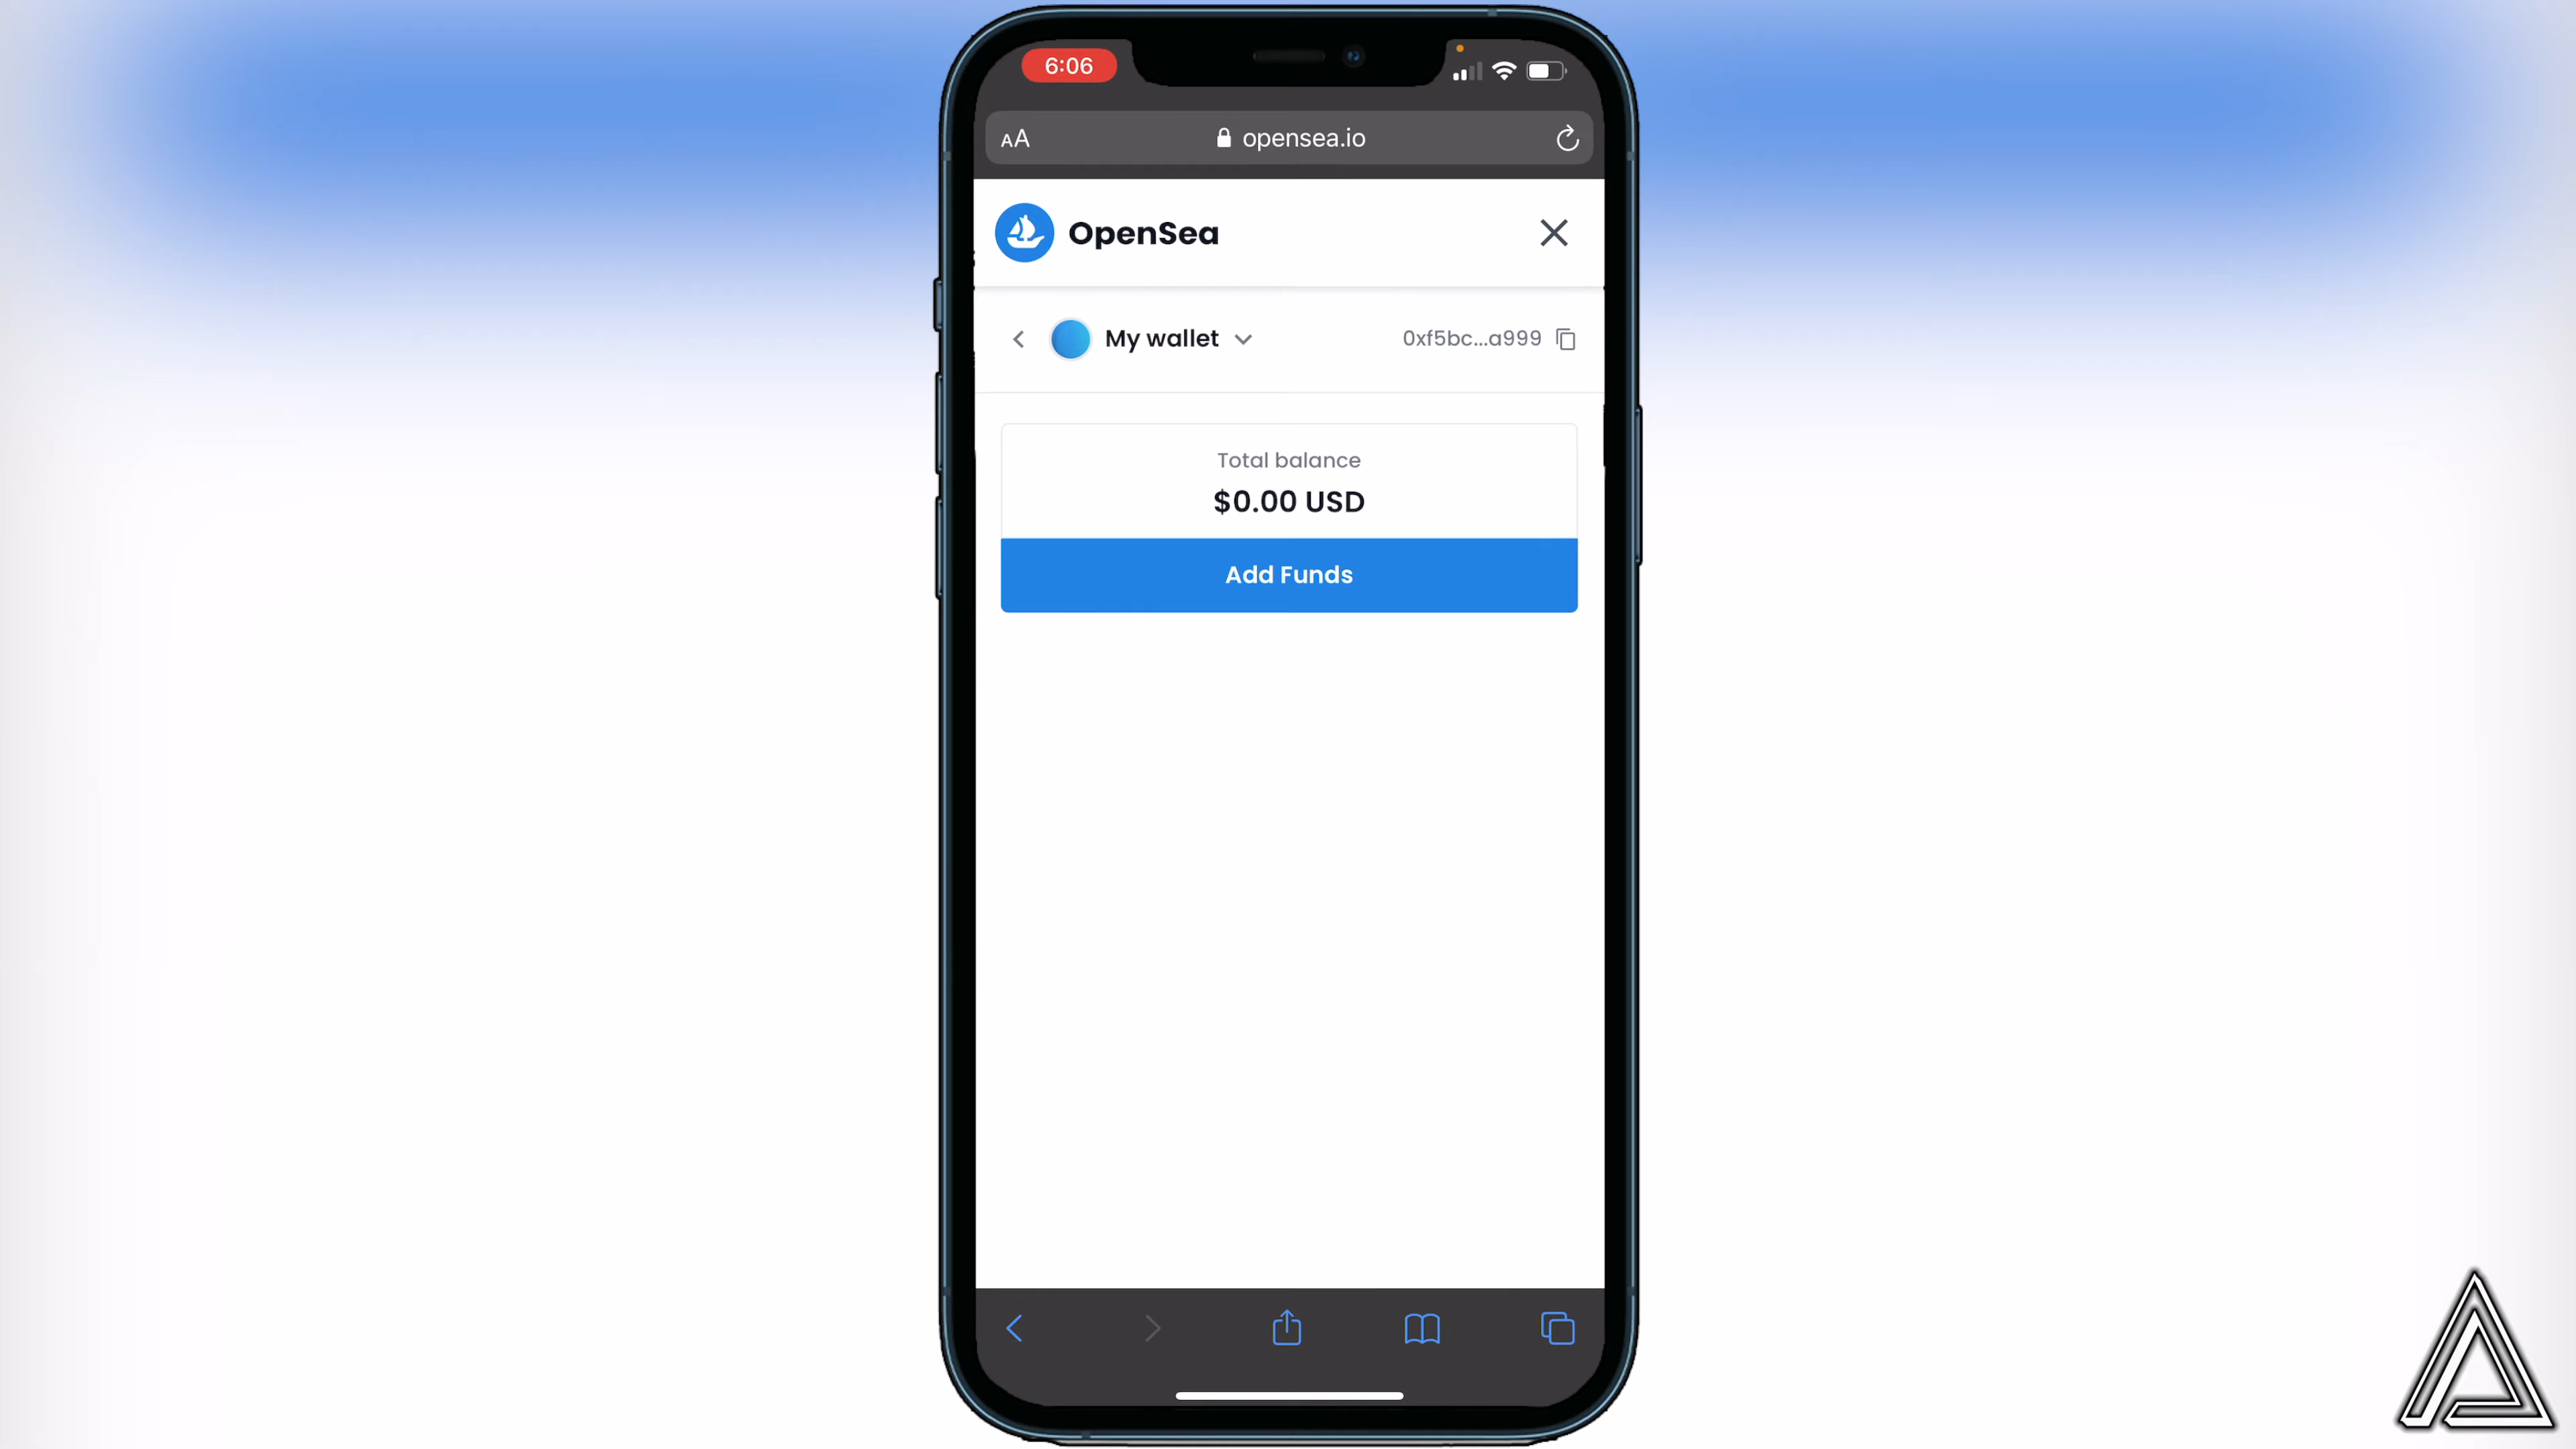 6:06
AA
opensea.io
OpenSea
My wallet
0xf5bc...a999
Total balance
$0.00 USD
Add Funds